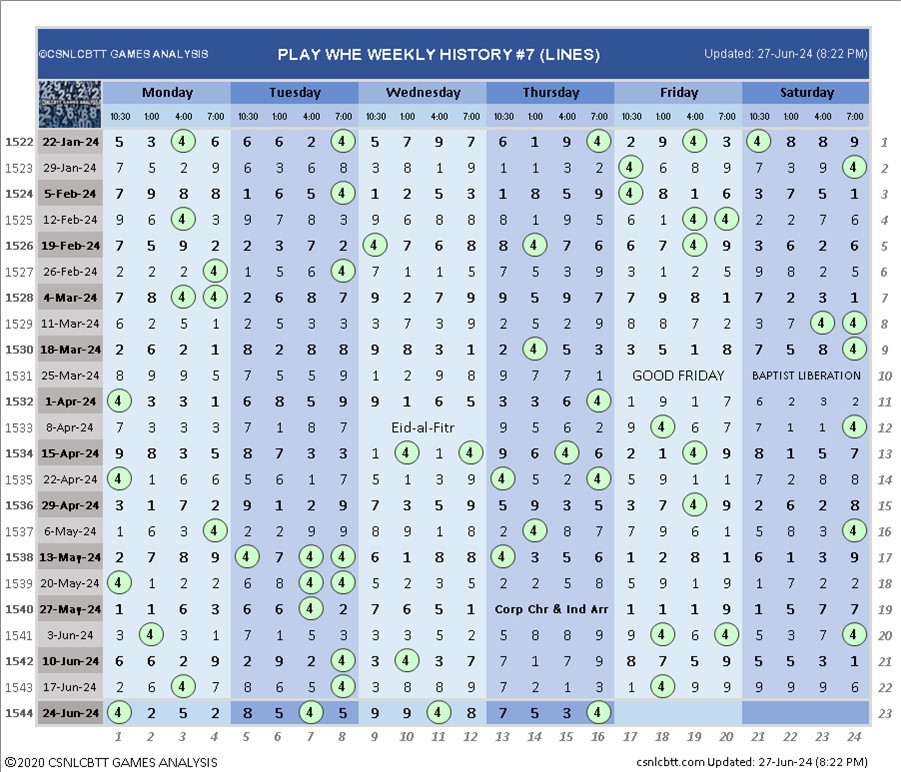 ©CSNLCBTT GAMES ANALYSIS PLAY WHE WEEKLY HISTORY #7 (LINES) Updated: 27-Jun-24 (8:22 PM)
CSNLCBTT GAMES ANALYSIS Monday Tuesday Wednesday Thursday Friday Saturday
10:30 1:00 4:00 7:00 10:30 1:00 4:00 7:00 10:30 1:00 4:00 7:00 10:30 1:00 4:00 7:00 10:30 1:00 4:00 7:00 10:30 1:00 4:00 7:00
1522 22-Jan-24 5 3 4 6 6 6 2 4 5 7 9 7 6 1 9 4 2 9 4 3 4 8 8 9 1
1523 29-Jan-24 7 5 2 9 6 3 6 8 3 8 1 9 1 1 3 2 4 6 8 9 7 3 9 4 2
1524 5-Feb-24 7 9 8 8 1 6 5 4 1 2 5 3 1 8 5 9 4 8 1 6 3 7 5 1 3
1525 12-Feb-24 9 6 4 3 9 7 8 3 9 6 8 8 8 1 9 5 6 1 4 4 2 2 7 6 4
1526 19-Feb-24 7 5 9 2 2 3 7 2 4 7 6 8 8 4 7 6 6 7 4 9 3 6 2 6 5
1527 26-Feb-24 2 2 2 4 1 5 6 4 7 1 1 5 7 5 3 9 3 1 2 5 9 8 2 5 6
1528 4-Mar-24 7 8 4 4 2 6 8 7 9 2 7 9 9 5 9 7 7 9 8 1 7 2 3 1 7
1529 11-Mar-24 6 2 5 1 2 5 3 3 3 7 3 9 2 5 2 9 8 8 7 2 3 7 4 4 8
1530 18-Mar-24 2 6 2 1 8 2 8 8 9 8 3 1 2 4 5 3 3 5 1 8 7 5 8 4 9
1531 25-Mar-24 8 9 9 5 7 5 5 9 1 2 9 8 9 7 7 1 GOOD FRIDAY BAPTIST LIBERATION 10
1532 1-Apr-24 4 3 3 1 6 8 5 9 9 1 6 5 3 3 6 4 1 9 1 7 6 2 3 2 11
1533 8-Apr-24 7 3 3 3 7 1 8 7 Eid-al-Fitr 9 5 6 2 9 4 6 7 7 1 1 4 12
1534 15-Apr-24 9 8 3 5 8 7 3 3 1 4 1 4 9 6 4 6 2 1 4 9 8 1 5 7 13
1535 22-Apr-24 4 1 6 6 5 6 1 7 5 1 3 9 4 5 2 4 5 9 1 1 7 2 8 8 14
1536 29-Apr-24 3 1 7 2 9 1 2 9 7 3 5 9 5 9 3 5 3 7 4 9 2 6 2 8 15
1537 6-May-24 1 6 3 4 2 2 9 9 8 9 1 8 2 4 8 8 7 9 6 1 5 8 3 4 16
1538 13-May-24 2 7 8 9 4 7 4 4 6 1 8 8 4 3 5 6 1 2 8 1 6 1 3 9 17
1539 20-May-24 4 1 2 2 6 8 4 4 5 2 3 5 2 2 5 8 5 9 1 9 1 7 2 2 18
1540 27-May-24 1 1 6 3 6 6 4 2 7 6 5 1 Corp Chr & Ind Arr 1 1 1 9 1 5 7 7 19
1541 3-Jun-24 3 4 3 1 7 1 5 3 3 3 5 2 5 8 8 9 9 4 6 4 5 3 7 4 20
1542 10-Jun-24 6 6 2 9 2 9 2 4 3 4 3 7 7 1 7 9 8 7 5 9 5 5 3 1 21
1543 17-Jun-24 2 6 4 7 8 6 5 4 3 8 8 9 7 2 1 3 1 4 9 9 9 9 9 6 22
1544 24-Jun-24 4 2 5 2 8 5 4 5 9 9 4 8 7 5 3 4 23
1 2 3 4 5 6 7 8 9 10 11 12 13 14 15 16 17 18 19 20 21 22 23 24
©2020 CSNLCBTT GAMES ANALYSIS csnlcbtt.com Updated: 27-Jun-24 (8:22 PM)